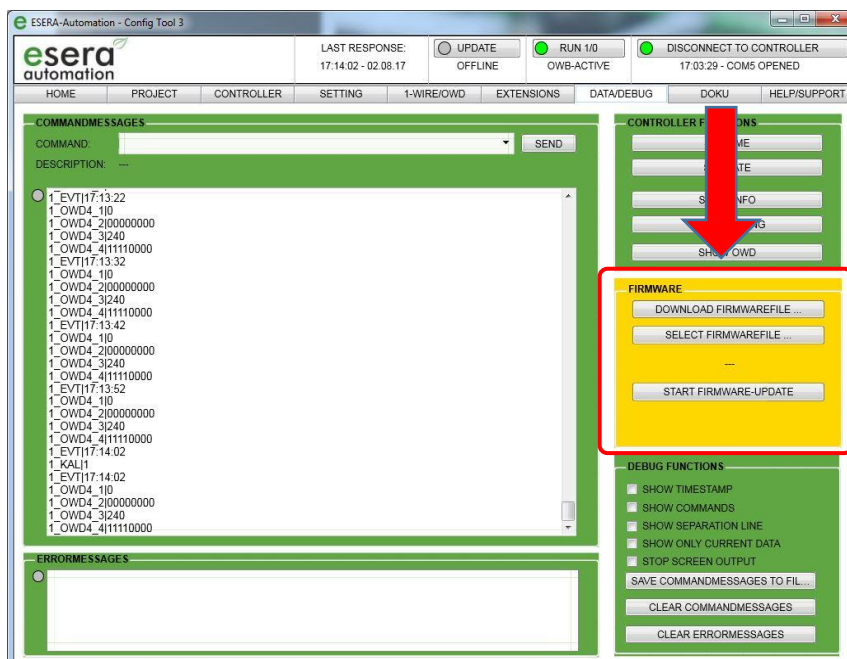 ESERA-Automation - Config Tool 3
esera
automation
LAST RESPONSE:
17:14:02 - 02.08.17
UPDATE
OFFLINE
RUN 1/0
OWB-ACTIVE
DISCONNECT TO CONTROLLER
17:03:29 - COM5 OPENED
HOME PROJECT CONTROLLER SETTING 1-WIRE/OWD EXTENSIONS DATA/DEBUG DOKU HELP/SUPPORT
COMMANDMESSAGES
COMMAND: SEND
DESCRIPTION: ---
1_EVT|17:13:22
1_OWD4_1|0
1_OWD4_2|00000000
1_OWD4_3|240
1_OWD4_4|11110000
1_EVT|17:13:32
1_OWD4_1|0
1_OWD4_2|00000000
1_OWD4_3|240
1_OWD4_4|11110000
1_EVT|17:13:42
1_OWD4_1|0
1_OWD4_2|00000000
1_OWD4_3|240
1_OWD4_4|11110000
1_EVT|17:13:52
1_OWD4_1|0
1_OWD4_2|00000000
1_OWD4_3|240
1_OWD4_4|11110000
1_EVT|17:14:02
1_KAL|1
1_EVT|17:14:02
1_OWD4_1|0
1_OWD4_2|00000000
1_OWD4_3|240
1_OWD4_4|11110000
ERRORMESSAGES
CONTROLLER
OWD
FIRMWARE
DOWNLOAD FIRMWAREFILE ...
SELECT FIRMWAREFILE ...
---
START FIRMWARE-UPDATE
DEBUG FUNCTIONS
SHOW TIMESTAMP
SHOW COMMANDS
SHOW SEPARATION LINE
SHOW ONLY CURRENT DATA
STOP SCREEN OUTPUT
SAVE COMMANDMESSAGES TO FIL...
CLEAR COMMANDMESSAGES
CLEAR ERRORMESSAGES